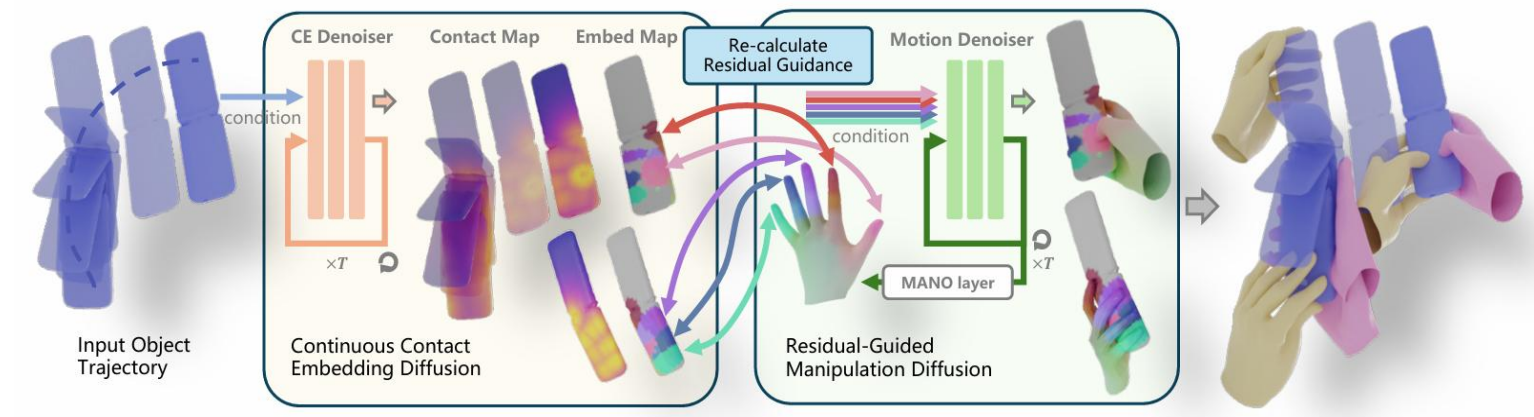 CE Denoiser
Contact Map
Embed Map
Re-calculate
Residual Guidance
Motion Denoiser
condition
condition
×T
×T
MANO layer
Input Object
Trajectory
Continuous Contact
Embedding Diffusion
Residual-Guided
Manipulation Diffusion